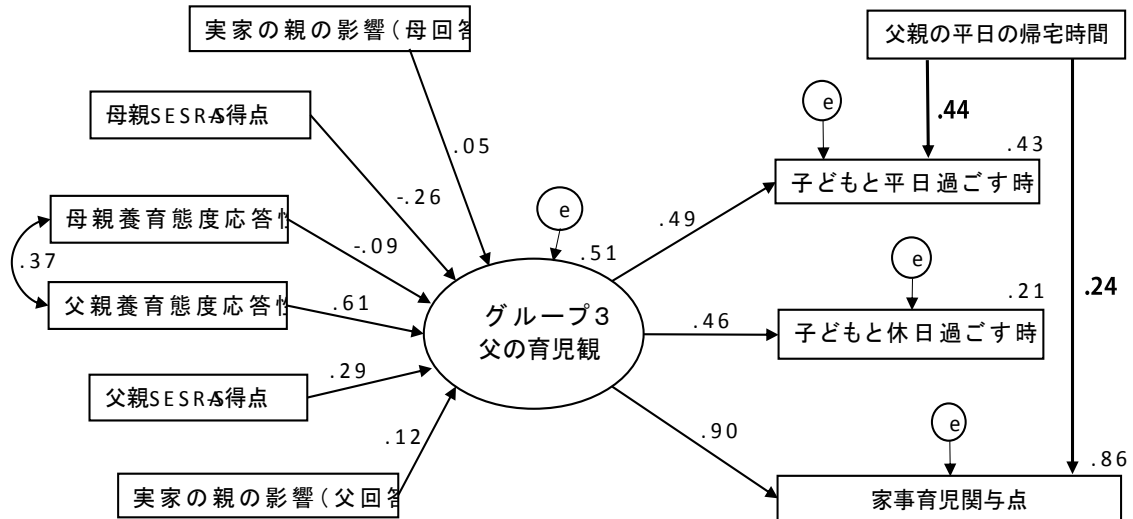 実家の親の影響(母回答
父親の平日の帰宅時間
母親SESRA-S得点
e
.44
.43
.05
子どもと平日過ごす時
-.26
e
.49
母親養育態度応答性
-.09
.51
e
.37
.21
.24
グループ3
父の育児観
父親養育態度応答性
.61
.46
子どもと休日過ごす時
.29
父親SESRA-S得点
e
.12
.90
.86
実家の親の影響(父回答
家事育児関与点